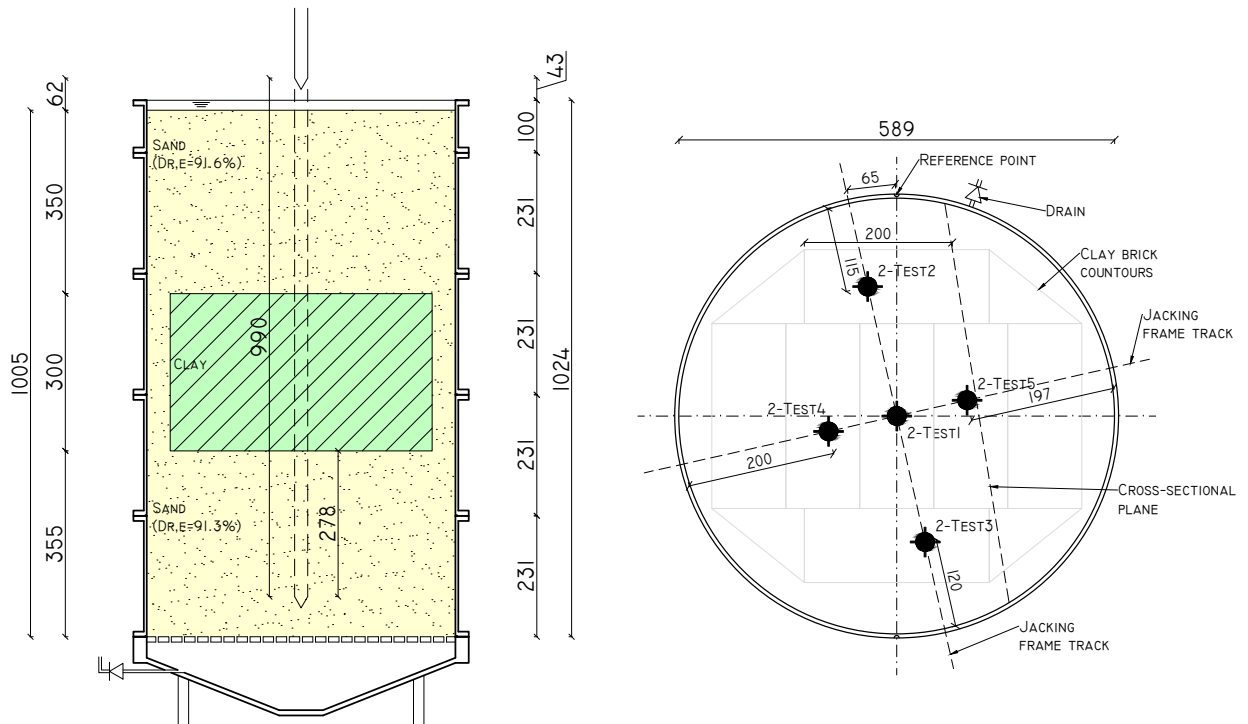 62
350
300
355
1005
SAND
(DR,E=91.6%)
CLAY
990
SAND
(DR,E=91.3%)
278
43
100
231
231
231
231
1024
589
REFERENCE POINT
65
DRAIN
200
115
2-TEST2
CLAY BRICK
COUNTOURS
JACKING
FRAME TRACK
2-TEST5
197
2-TEST4
2-TEST1
200
CROSS-SECTIONAL
PLANE
2-TEST3
120
JACKING
FRAME TRACK